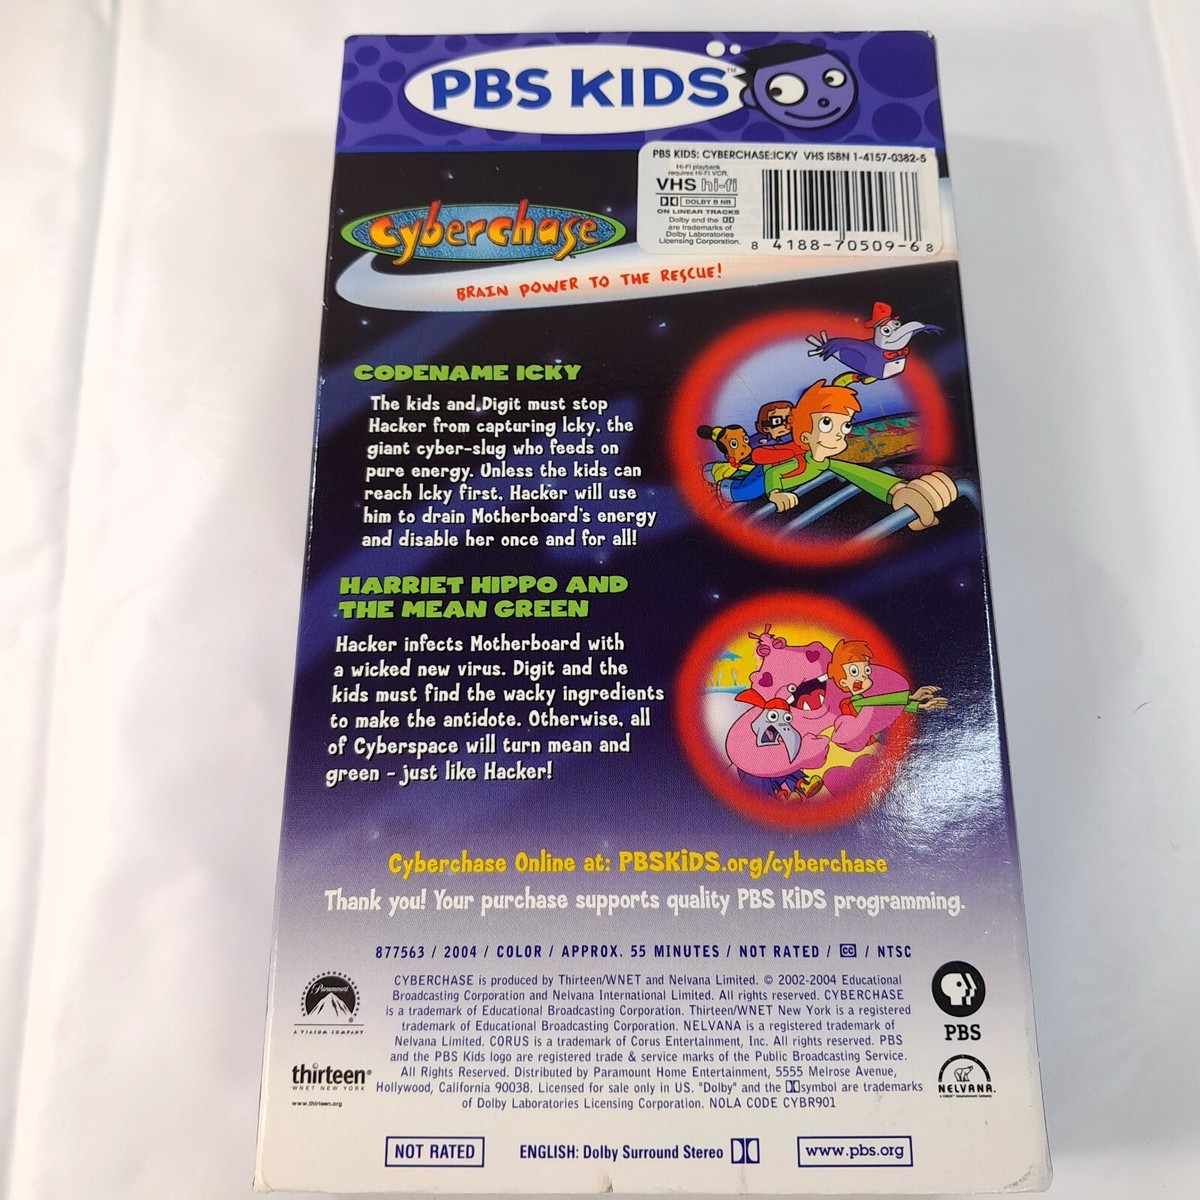 PBS KIDS™
PBS KIDS: CYBERCHASE:ICKY VHS ISBN 1-4157-0382-5
Hi-Fi playback
requires Hi-Fi VCR.
VHS hi-fi
DOLBY B NR
ON LINEAR TRACKS
Dolby and the
are trademarks of
Dolby Laboratories
Licensing Corporation.
8 41887-0509-6 8
Cyberchase
BRAIN POWER TO THE RESCUE!
CODENAME ICKY
The kids and Digit must stop
Hacker from capturing Icky, the
giant cyber-slug who feeds on
pure energy. Unless the kids can
reach Icky first, Hacker will use
him to drain Motherboard's energy
and disable her once and for all!
HARRIET HIPPO AND
THE MEAN GREEN
Hacker infects Motherboard with
a wicked new virus. Digit and the
kids must find the wacky ingredients
to make the antidote. Otherwise, all
of Cyberspace will turn mean and
green - just like Hacker!
Cyberchase Online at: PBSKiDS.org/cyberchase
Thank you! Your purchase supports quality PBS KiDS programming.
877563 / 2004 / COLOR / APPROX. 55 MINUTES / NOT RATED / CC / NTSC
CYBERCHASE is produced by Thirteen/WNET and Nelvana Limited. © 2002-2004 Educational
Broadcasting Corporation and Nelvana International Limited. All rights reserved. CYBERCHASE
is a trademark of Educational Broadcasting Corporation. Thirteen/WNET New York is a registered
trademark of Educational Broadcasting Corporation. NELVANA is a registered trademark of
Nelvana Limited. CORUS is a trademark of Corus Entertainment, Inc. All rights reserved. PBS
and the PBS Kids logo are registered trade & service marks of the Public Broadcasting Service.
All Rights Reserved. Distributed by Paramount Home Entertainment, 5555 Melrose Avenue,
Hollywood, California 90038. Licensed for sale only in US. "Dolby" and the symbol are trademarks
of Dolby Laboratories Licensing Corporation. NOLA CODE CYBR901
Paramount
A VIACOM COMPANY
thirteen®
WNET NEW YORK
www.thirteen.org
PBS
NELVANA.
NOT RATED
ENGLISH: Dolby Surround Stereo
www.pbs.org